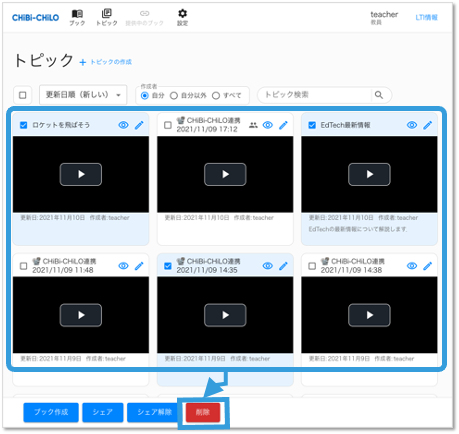 CHiBi-CHiLO ブック トピック 提供中のブック 設定 teacher 教員 LTI情報
トピック + トピックの作成
更新日順（新しい） 作成者 自分 自分以外 すべて トピック検索
ロケットを飛ばそう
CHiBi-CHiLO連携
2021/11/09 17:12
EdTech最新情報
更新日: 2021年11月10日 作成者: teacher
更新日: 2021年11月10日 作成者: teacher
更新日: 2021年11月10日 作成者: teacher
EdTechの最新情報について解説します
CHiBi-CHiLO連携
2021/11/09 11:48
CHiBi-CHiLO連携
2021/11/09 14:35
CHiBi-CHiLO連携
2021/11/09 14:38
更新日: 2021年11月9日 作成者: teacher
更新日: 2021年11月9日 作成者: teacher
更新日: 2021年11月9日 作成者: teacher
ブック作成 シェア シェア解除 削除